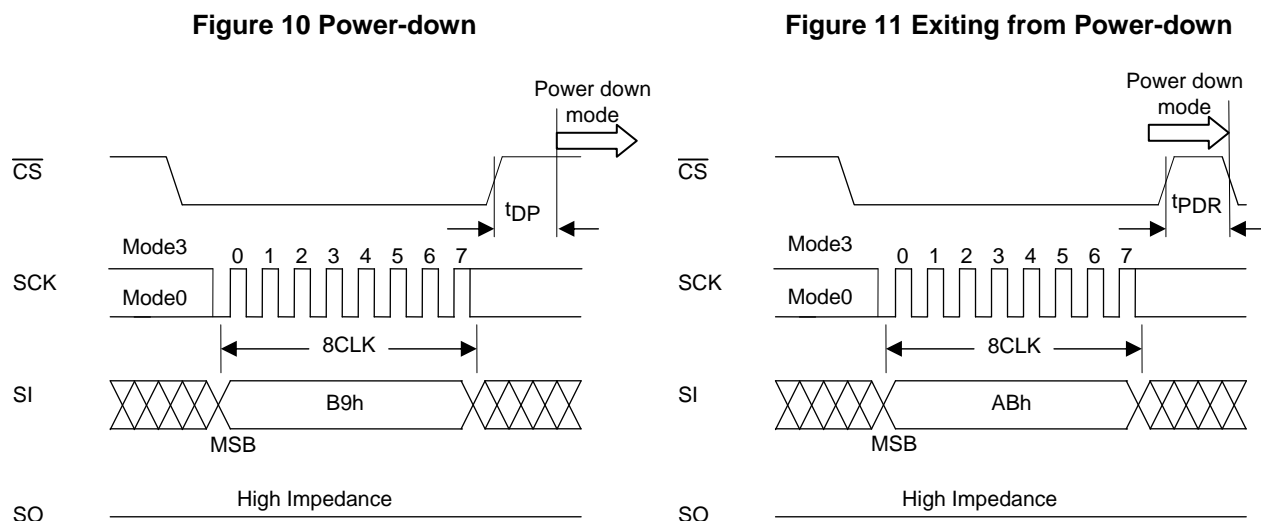 Figure 10 Power-down
Power down
mode
CS
tDP
Mode3
0 1 2 3 4 5 6 7
SCK
Mode0
8CLK
SI
B9h
MSB
High Impedance
SO
Figure 11 Exiting from Power-down
Power down
mode
CS
tPDR
Mode3
0 1 2 3 4 5 6 7
SCK
Mode0
8CLK
SI
ABh
MSB
High Impedance
SO